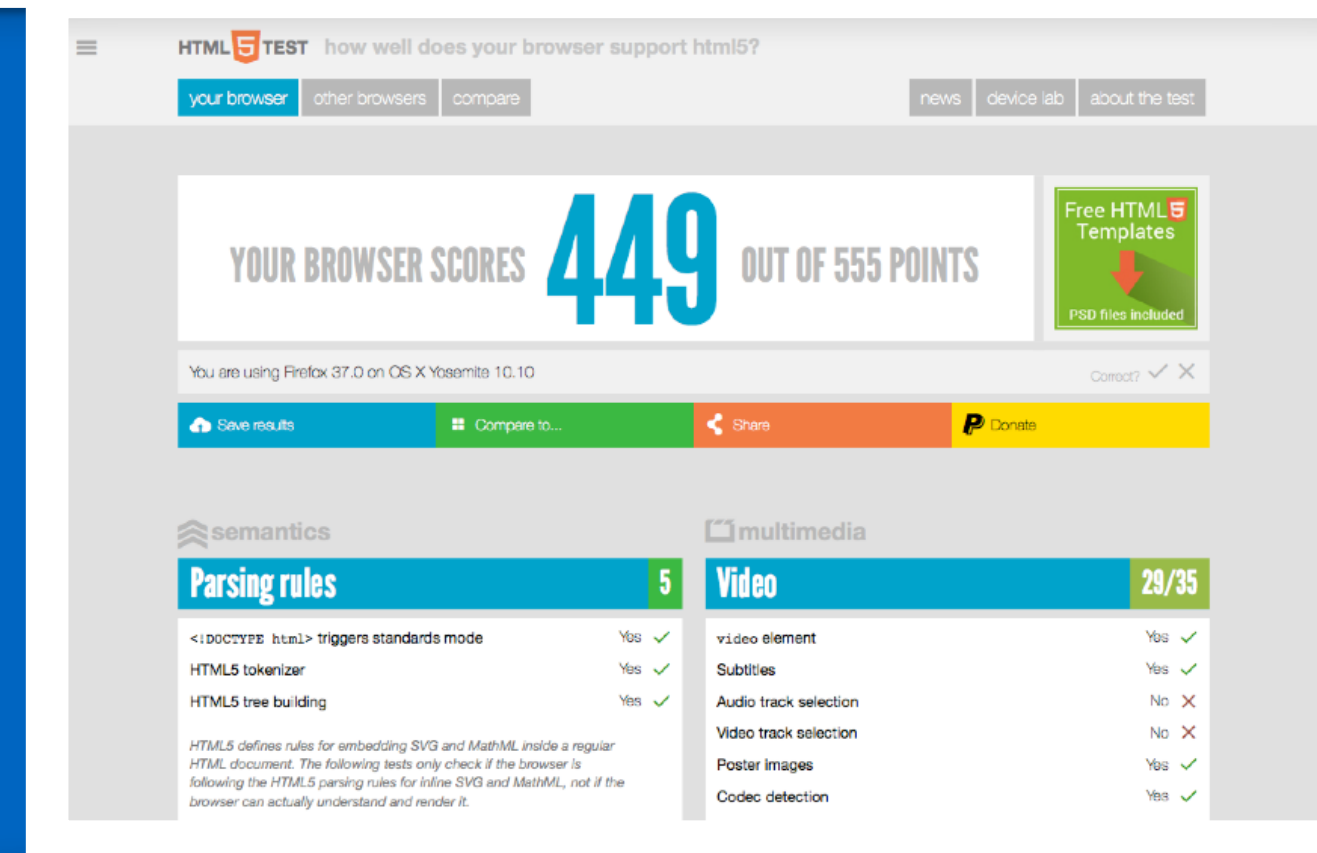 HTML 5 TEST how well does your browser support html5?
your browser other browsers compare news device lab about the test
YOUR BROWSER SCORES 449 OUT OF 555 POINTS
Free HTML 5
Templates
PSD files included
You are using Firefox 37.0 on OS X Yosemite 10.10 Correct?
Save results Compare to... Share Donate
semantics
Parsing rules 5
<!DOCTYPE html> triggers standards mode Yes
HTML5 tokenizer Yes
HTML5 tree building Yes
HTML5 defines rules for embedding SVG and MathML inside a regular
HTML document. The following tests only check if the browser is
following the HTML5 parsing rules for inline SVG and MathML, not if the
browser can actually understand and render it.
multimedia
Video 29/35
video element Yes
Subtitles Yes
Audio track selection No
Video track selection No
Poster images Yes
Codec detection Yes